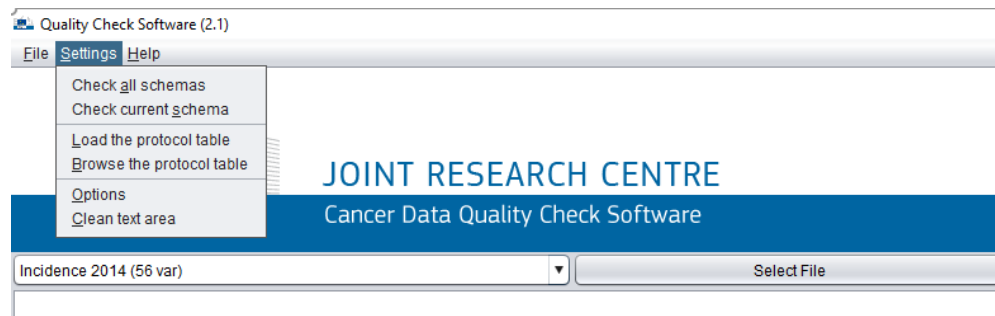 Quality Check Software (2.1)
File Settings Help
Check all schemas
Check current schema
Load the protocol table
Browse the protocol table
Options
Clean text area
JOINT RESEARCH CENTRE
Cancer Data Quality Check Software
Incidence 2014 (56 var)
Select File